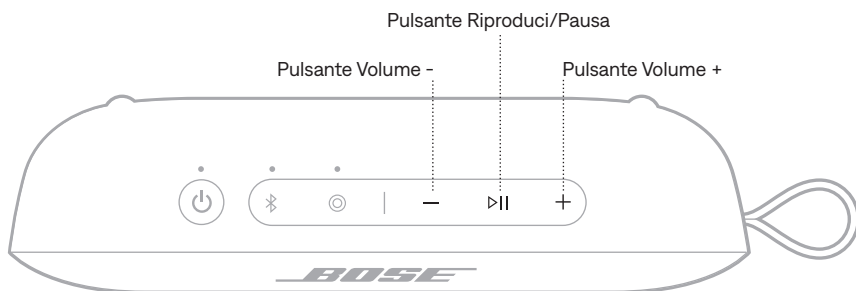 Pulsante Riproduci/Pausa
Pulsante Volume -
Pulsante Volume +
BOSE